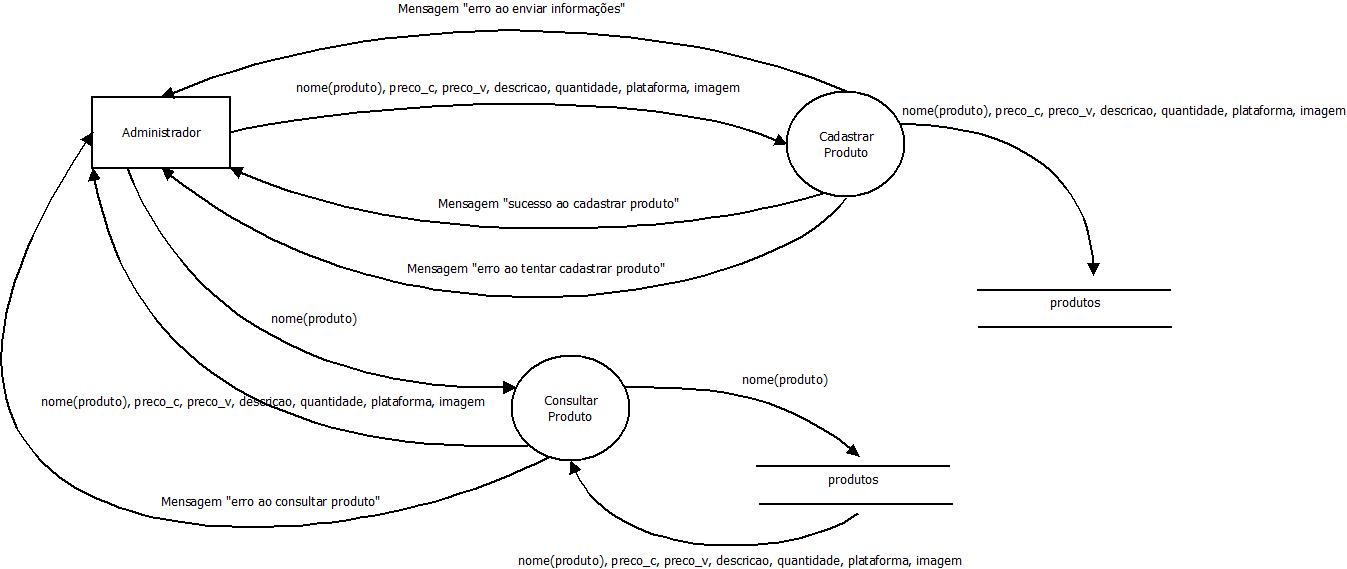 Mensagem "erro ao enviar informações"
nome(produto), preco_c, preco_v, descricao, quantidade, plataforma, imagem
nome(produto), preco_c, preco_v, descricao, quantidade, plataforma, imagem
Administrador
Cadastrar
Produto
Mensagem "sucesso ao cadastrar produto"
Mensagem "erro ao tentar cadastrar produto"
produtos
nome(produto)
nome(produto)
nome(produto), preco_c, preco_v, descricao, quantidade, plataforma, imagem
Consultar
Produto
produtos
Mensagem "erro ao consultar produto"
nome(produto), preco_c, preco_v, descricao, quantidade, plataforma, imagem